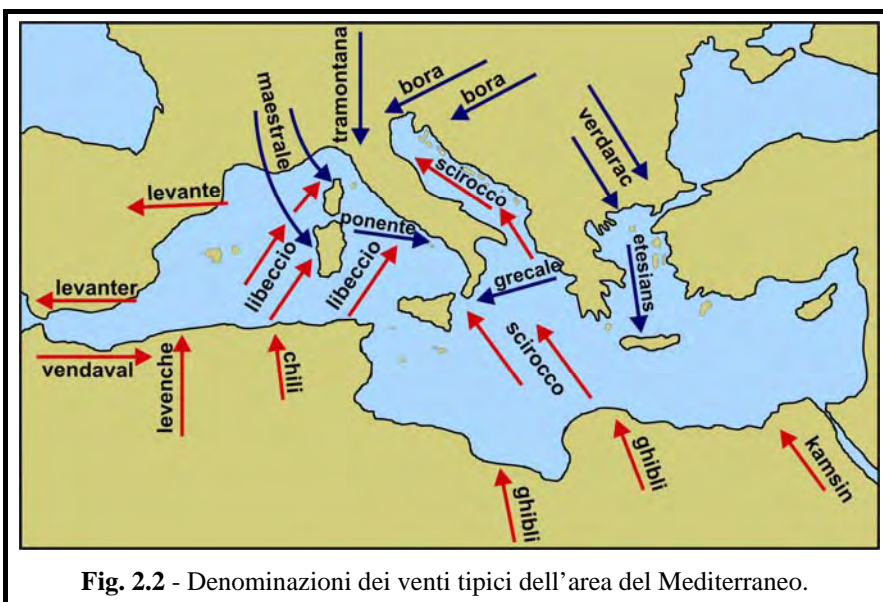 tramontana
bora
bora
maestrale
verdarac
levante
scirocco
ponente
etesians
levanter
libeccio
libeccio
grecale
vendaval
levenche
chili
scirocco
ghibli
ghibli
kamsin
Fig. 2.2 - Denominazioni dei venti tipici dell'area del Mediterraneo.